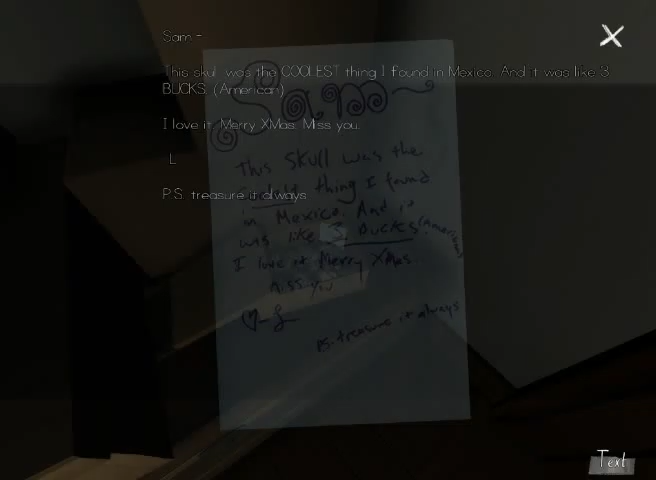 Sam -
This skull was the COOLEST thing I found in Mexico. And it was like 3
BUCKS. (American)
I love it. Merry XMas. Miss you.
L
P.S. treasure it always
Sam
This SKULL was the
coolest thing I found
in Mexico. And it
was like 3 Bucks! (American)
I love it Merry XMas.
Miss you
♡-L
P.S. treasure it always
Text